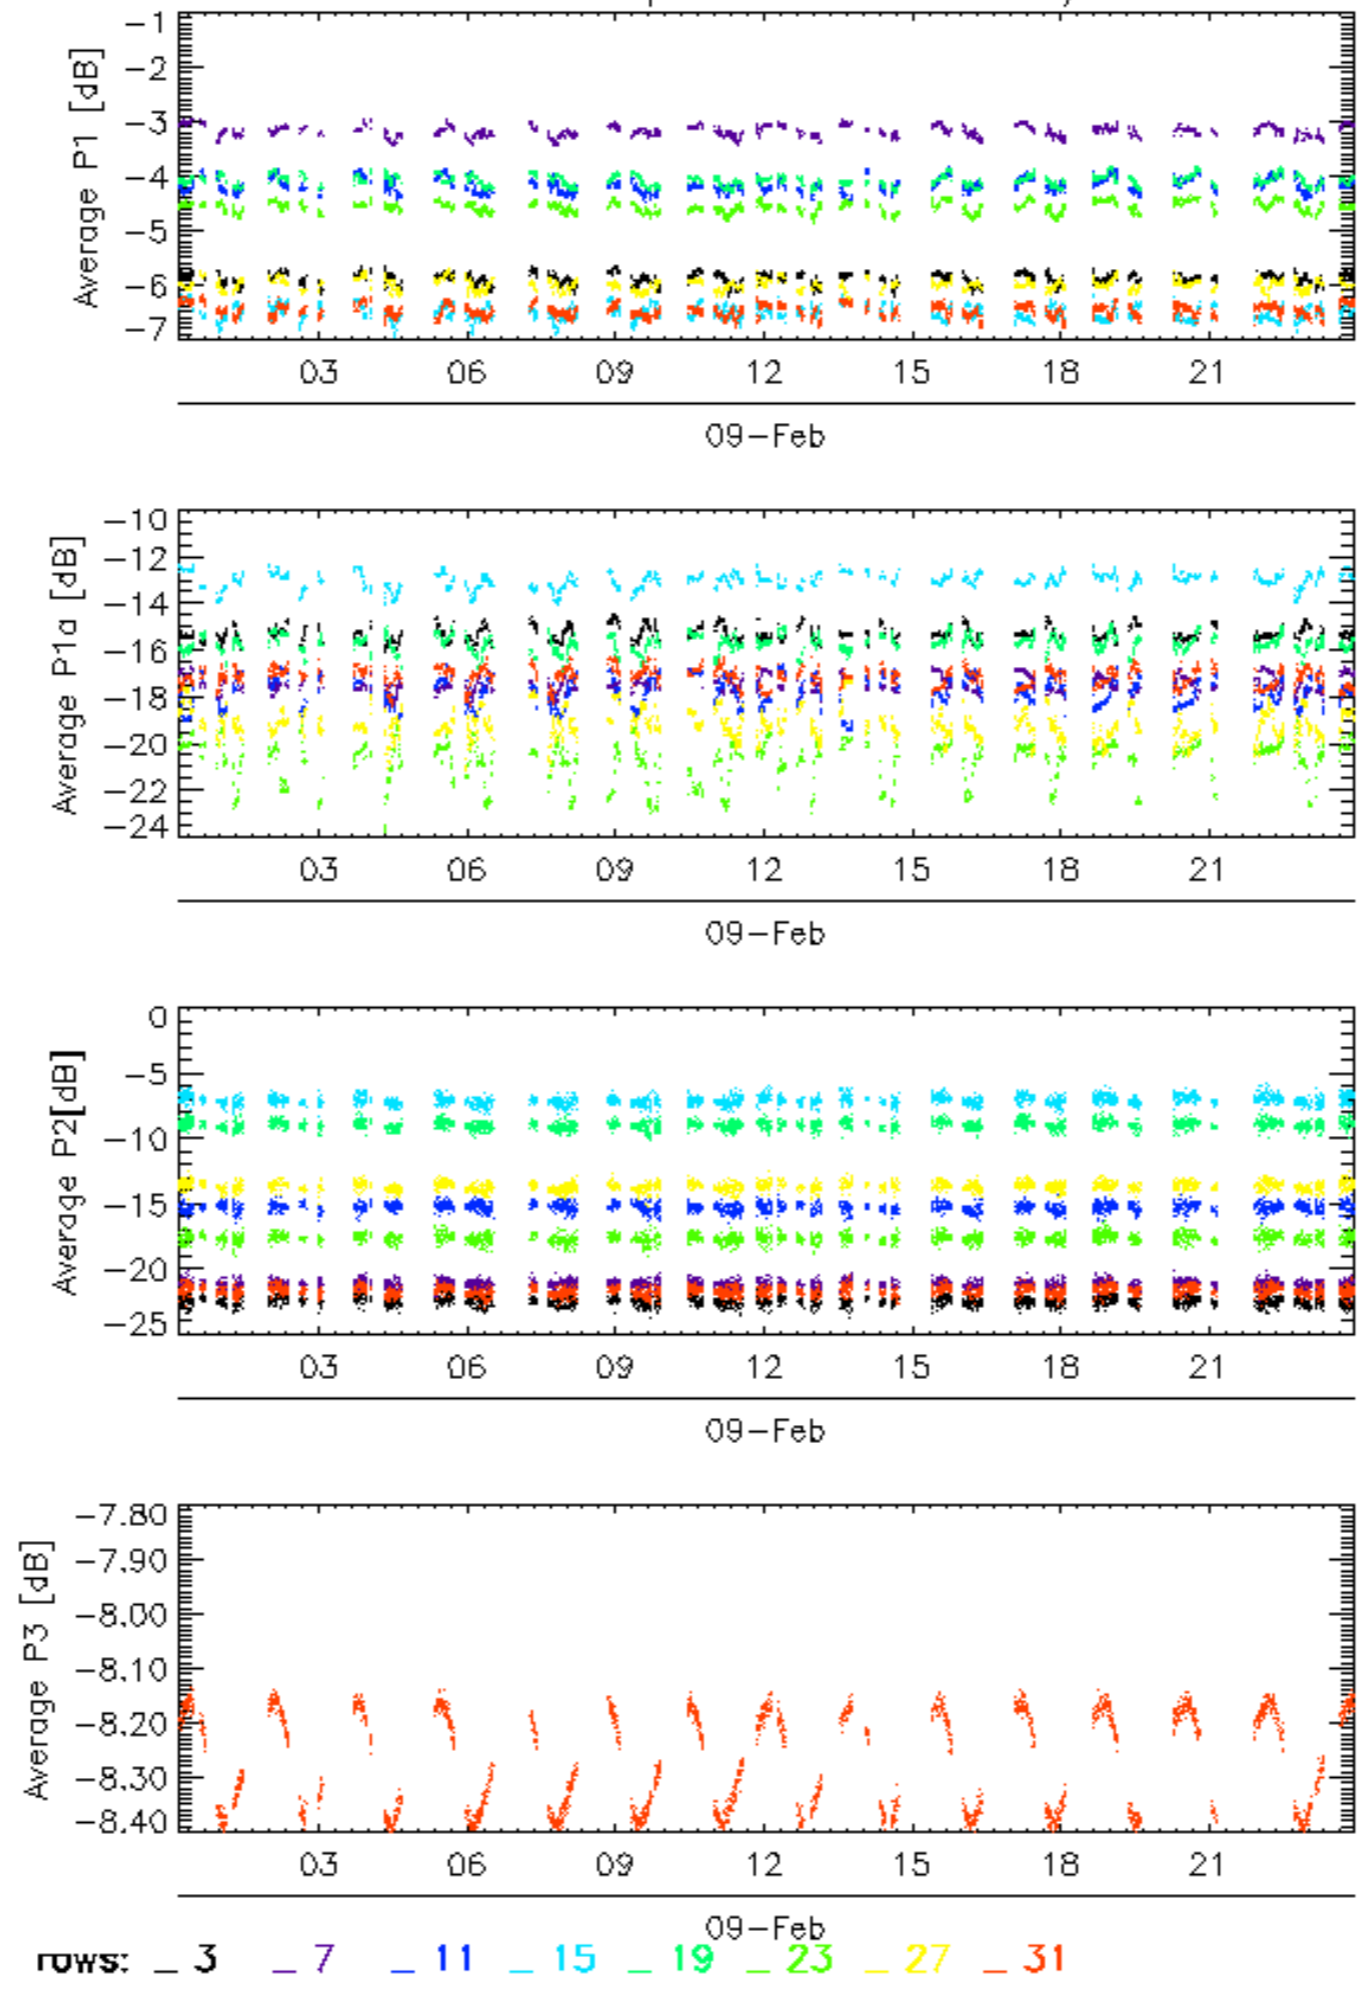 -1
-2
-3
-4
-5
-6
-7
Average P1 [dB]
03 06 09 12 15 18 21
09-Feb
-10
-12
-14
-16
-18
-20
-22
-24
Average P1a [dB]
03 06 09 12 15 18 21
09-Feb
0
-5
-10
-15
-20
-25
Average P2[dB]
03 06 09 12 15 18 21
09-Feb
-7.80
-7.90
-8.00
-8.10
-8.20
-8.30
-8.40
Average P3 [dB]
03 06 09 12 15 18 21
09-Feb
rows: _ 3 _ 7 _ 11 _ 15 _ 19 _ 23 _ 27 _ 31